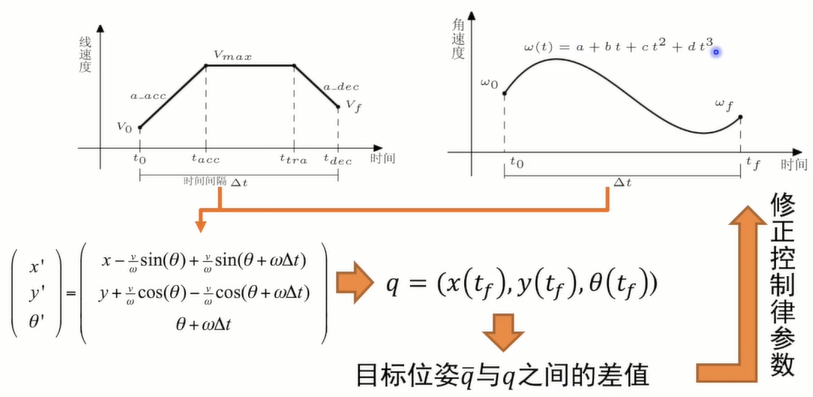 线速度
V_max
a_acc
a_dec
V_0
V_f
t_0 t_acc t_tra t_dec 时间
时间间隔 Δt
角速度
ω(t) = a + b t + c t² + d t³
ω_0
ω_f
t_0 t_f 时间
Δt
x' = x − v/ω sin(θ) + v/ω sin(θ + ωΔt)
y' = y + v/ω cos(θ) − v/ω cos(θ + ωΔt)
θ' = θ + ωΔt
q = (x(t_f), y(t_f), θ(t_f))
目标位姿q̄与q之间的差值
修正控制律参数